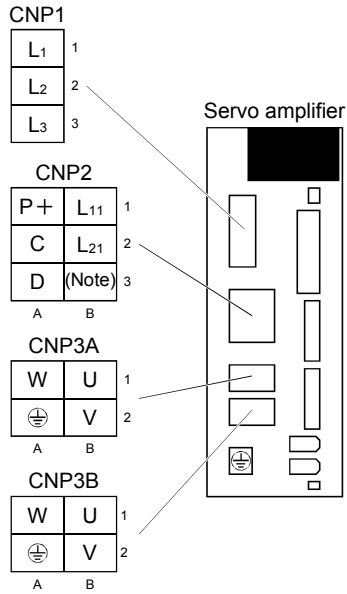 CNP1
L1 1
L2 2
L3 3
Servo amplifier
CNP2
P+ L11 1
C L21 2
D (Note) 3
A B
CNP3A
W U 1
V 2
A B
CNP3B
W U 1
V 2
A B